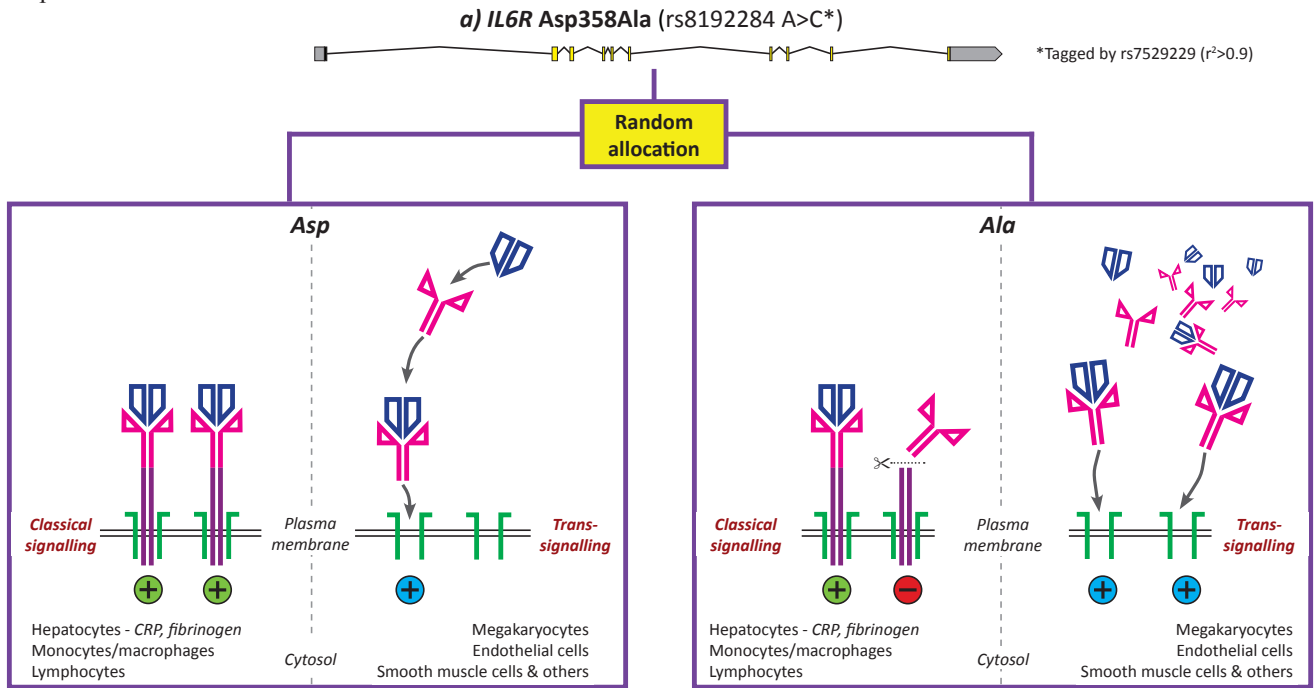 a) IL6R Asp358Ala (rs8192284 A>C*)
*Tagged by rs7529229 (r²>0.9)
Random
allocation
Asp
Classical
signalling
Plasma
membrane
Trans-
signalling
+
+
+
Hepatocytes - CRP, fibrinogen
Monocytes/macrophages
Lymphocytes
Cytosol
Megakaryocytes
Endothelial cells
Smooth muscle cells & others
Ala
Classical
signalling
Plasma
membrane
Trans-
signalling
+
−
+
+
Hepatocytes - CRP, fibrinogen
Monocytes/macrophages
Lymphocytes
Cytosol
Megakaryocytes
Endothelial cells
Smooth muscle cells & others